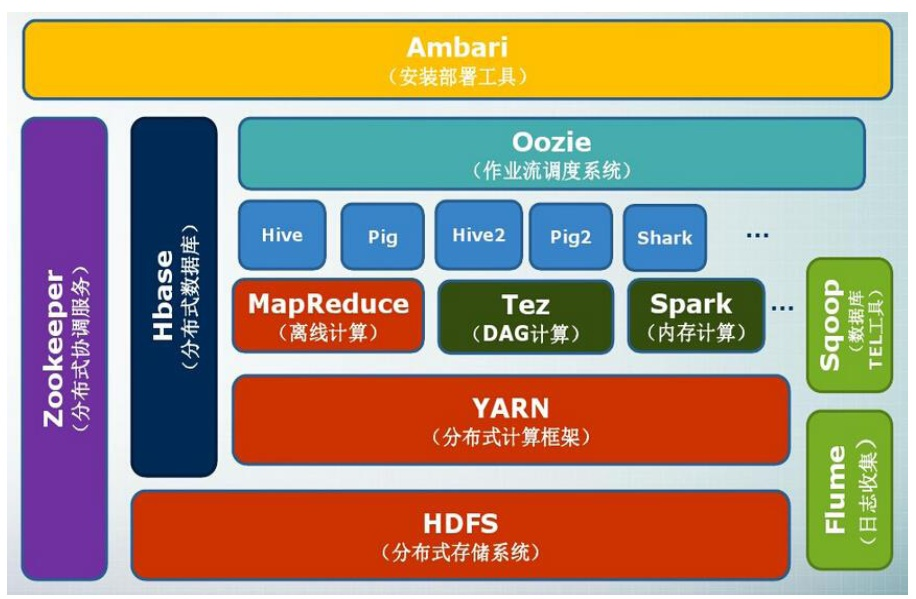 Ambari
（安装部署工具）
Zookeeper
（分布式协调服务）
Hbase
（分布式数据库）
Oozie
（作业流调度系统）
Hive
Pig
Hive2
Pig2
Shark
...
MapReduce
（离线计算）
Tez
（DAG计算）
Spark
（内存计算）
...
Sqoop
（数据库
TEL工具）
YARN
（分布式计算框架）
Flume
（日志收集）
HDFS
（分布式存储系统）